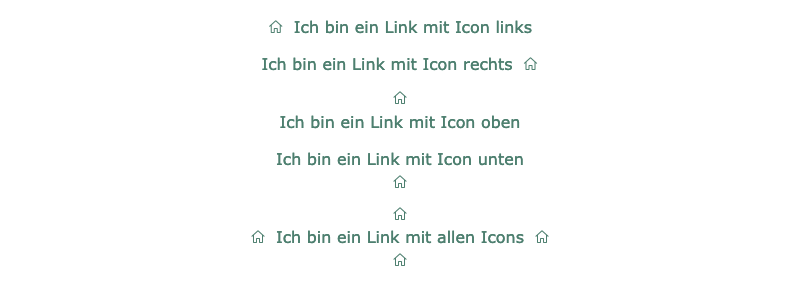 Ich bin ein Link mit Icon links
Ich bin ein Link mit Icon rechts
Ich bin ein Link mit Icon oben
Ich bin ein Link mit Icon unten
Ich bin ein Link mit allen Icons